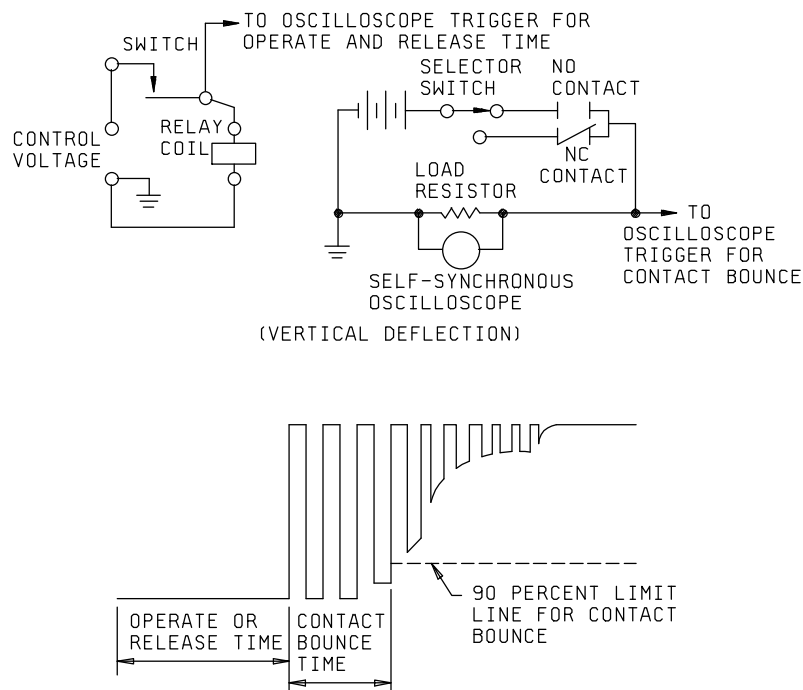 TO OSCILLOSCOPE TRIGGER FOR
OPERATE AND RELEASE TIME
SWITCH
SELECTOR
SWITCH
NO
CONTACT
CONTROL
VOLTAGE
RELAY
COIL
NC
CONTACT
LOAD
RESISTOR
TO
OSCILLOSCOPE
TRIGGER FOR
CONTACT BOUNCE
SELF-SYNCHRONOUS
OSCILLOSCOPE
(VERTICAL DEFLECTION)
90 PERCENT LIMIT
LINE FOR CONTACT
BOUNCE
OPERATE OR
RELEASE TIME
CONTACT
BOUNCE
TIME